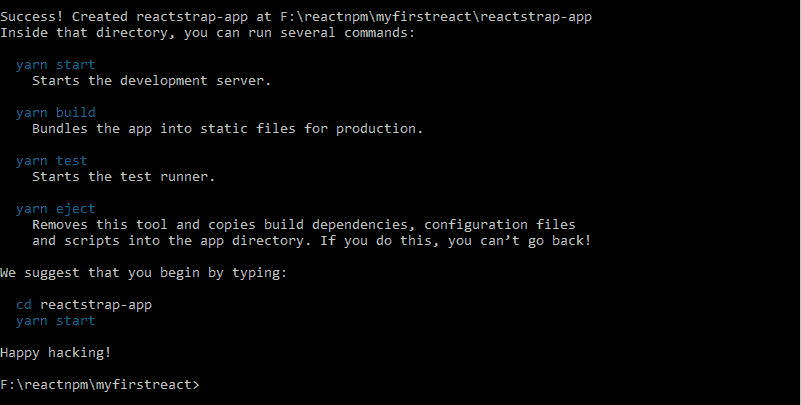 Success! Created reactstrap-app at F:\reactnpm\myfirstreact\reactstrap-app
Inside that directory, you can run several commands:
yarn start
Starts the development server.
yarn build
Bundles the app into static files for production.
yarn test
Starts the test runner.
yarn eject
Removes this tool and copies build dependencies, configuration files
and scripts into the app directory. If you do this, you can’t go back!
We suggest that you begin by typing:
cd reactstrap-app
yarn start
Happy hacking!
F:\reactnpm\myfirstreact>